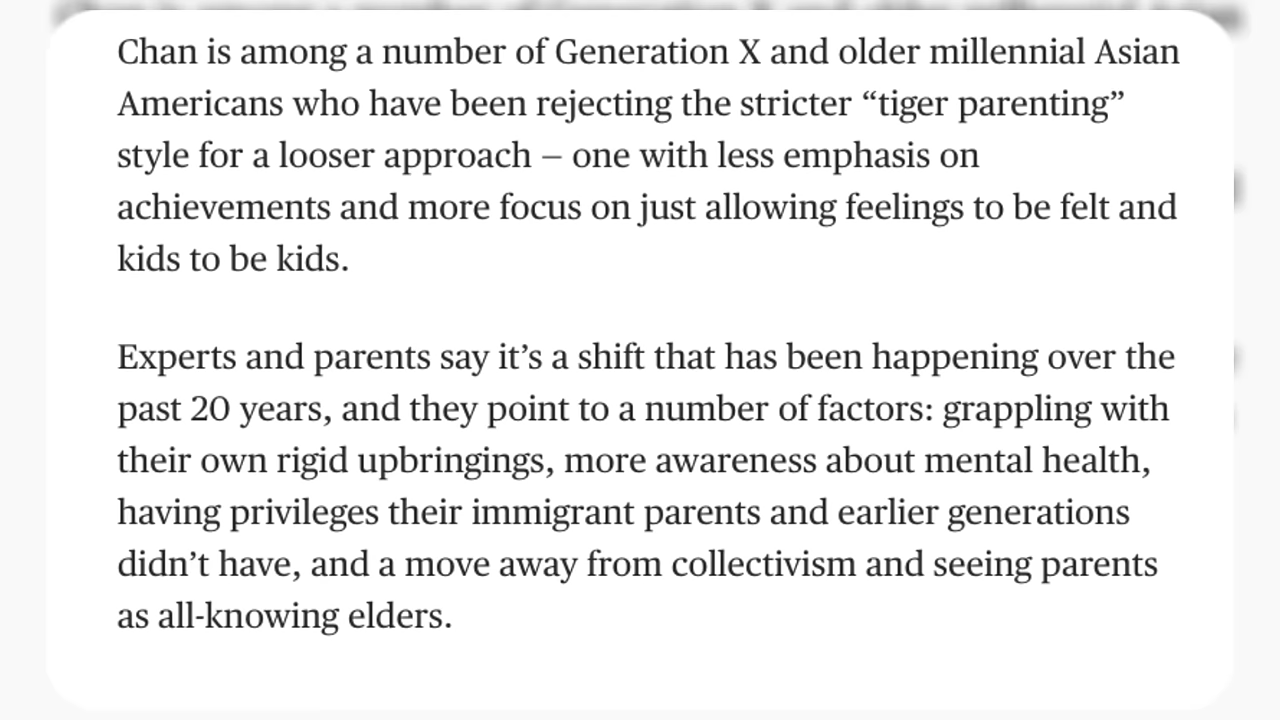 Chan is among a number of Generation X and older millennial Asian
Americans who have been rejecting the stricter “tiger parenting”
style for a looser approach — one with less emphasis on
achievements and more focus on just allowing feelings to be felt and
kids to be kids.
Experts and parents say it’s a shift that has been happening over the
past 20 years, and they point to a number of factors: grappling with
their own rigid upbringings, more awareness about mental health,
having privileges their immigrant parents and earlier generations
didn’t have, and a move away from collectivism and seeing parents
as all-knowing elders.